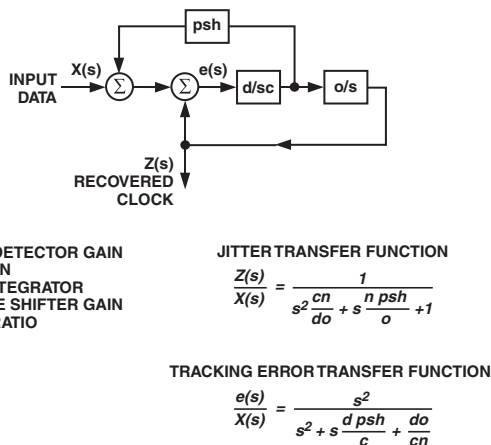 psh
X(s)
INPUT
DATA
Σ
Σ
e(s)
d/sc
o/s
Z(s)
RECOVERED
CLOCK
DETECTOR GAIN
N
TEGRATOR
E SHIFTER GAIN
RATIO
JITTER TRANSFER FUNCTION
Z(s)/X(s) = 1/(s² cn/do + s n psh/o + 1)
TRACKING ERROR TRANSFER FUNCTION
e(s)/X(s) = s²/(s² + s d psh/c + do/cn)